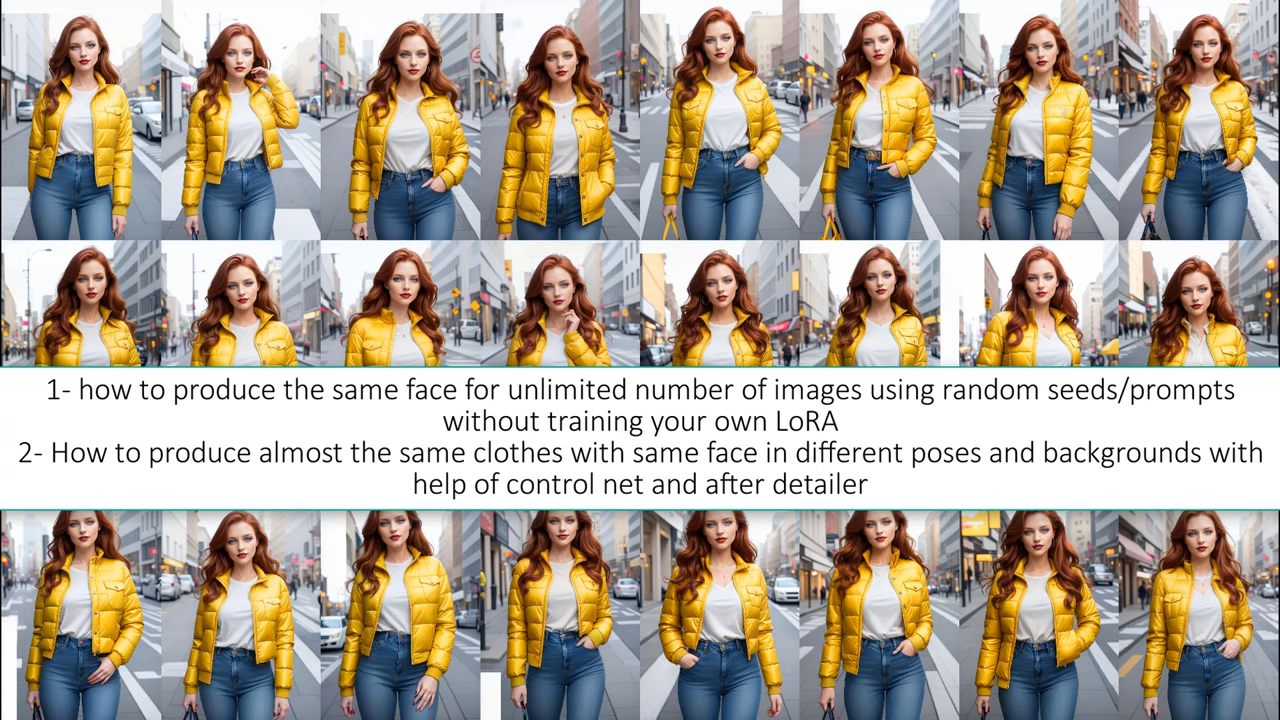 1- how to produce the same face for unlimited number of images using random seeds/prompts
without training your own LoRA
2- How to produce almost the same clothes with same face in different poses and backgrounds with
help of control net and after detailer